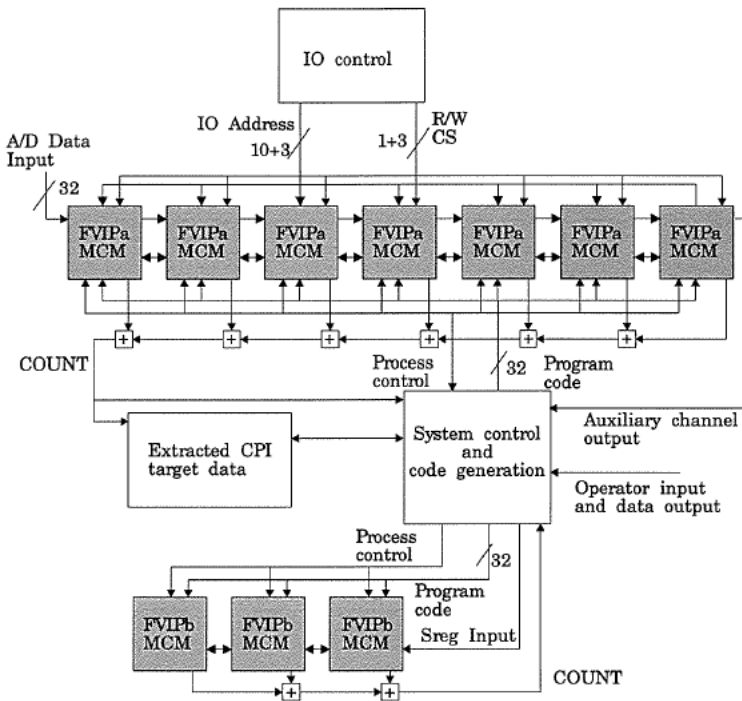 IO control
IO Address
10+3
1+3
R/W
CS
A/D Data
Input
32
FVIPa
MCM
FVIPa
MCM
FVIPa
MCM
FVIPa
MCM
FVIPa
MCM
FVIPa
MCM
FVIPa
MCM
+
+
+
+
+
+
COUNT
Process
control
32
Program
code
Extracted CPI
target data
System control
and
code generation
Auxiliary channel
output
Operator input
and data output
Process
control
32
Program
code
FVIPb
MCM
FVIPb
MCM
FVIPb
MCM
Sreg Input
+
+
COUNT